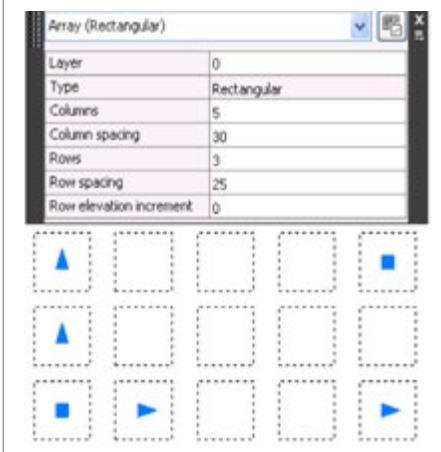 Array (Rectangular)
Layer 0
Type Rectangular
Columns 5
Column spacing 30
Rows 3
Row spacing 25
Row elevation increment 0